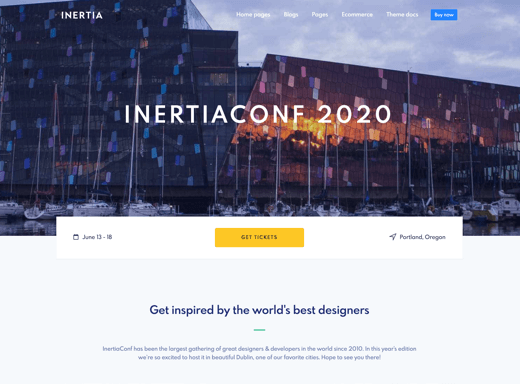 INERTIA
Home pages Blogs Pages Ecommerce Theme docs Buy now
INERTIACONF 2020
June 13 - 18 GET TICKETS Portland, Oregon
Get inspired by the world's best designers
InertiaConf has been the largest gathering of great designers & developers in the world since 2010. In this year's edition
we're so excited to host it in beautiful Dublin, one of our favorite cities. Hope to see you there!